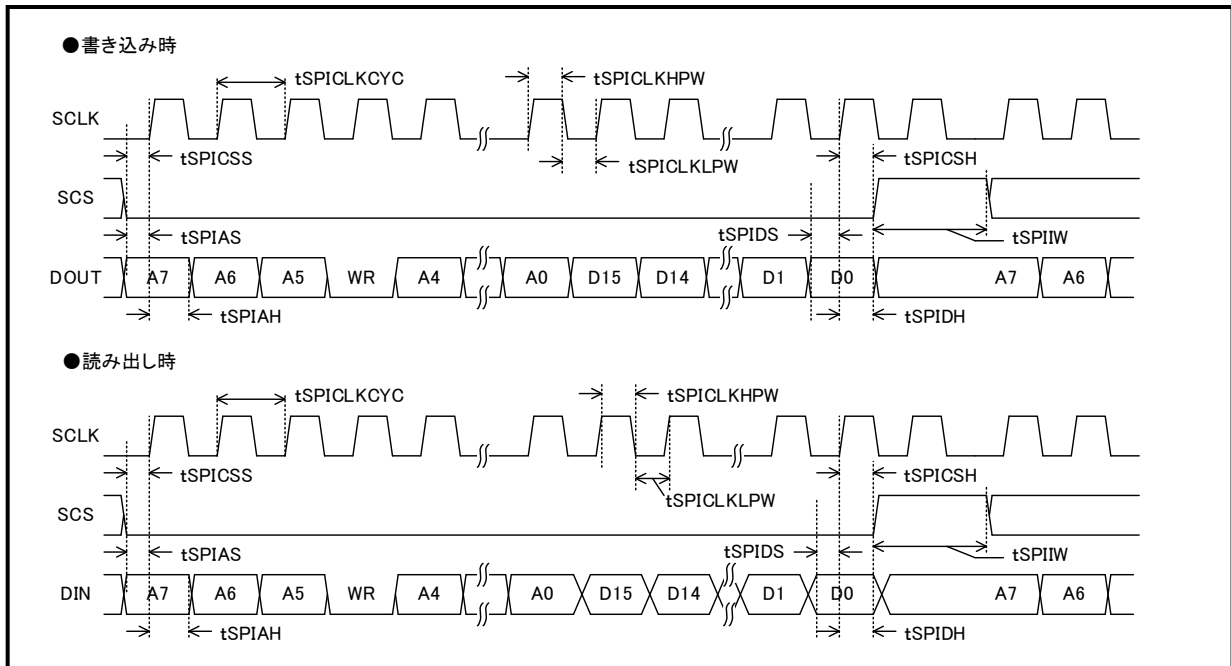 ●書き込み時
tSPICLKCYC
tSPICLKHPW
SCLK
tSPICSS
tSPICLKLPW
tSPICSH
SCS
tSPIAS
tSPIDS
tSPIIW
DOUT A7 A6 A5 WR A4 A0 D15 D14 D1 D0 A7 A6
tSPIAH
tSPIDH
●読み出し時
tSPICLKCYC
tSPICLKHPW
SCLK
tSPICSS
tSPICSH
tSPICLKLPW
SCS
tSPIAS
tSPIDS
tSPIIW
DIN A7 A6 A5 WR A4 A0 D15 D14 D1 D0 A7 A6
tSPIAH
tSPIDH